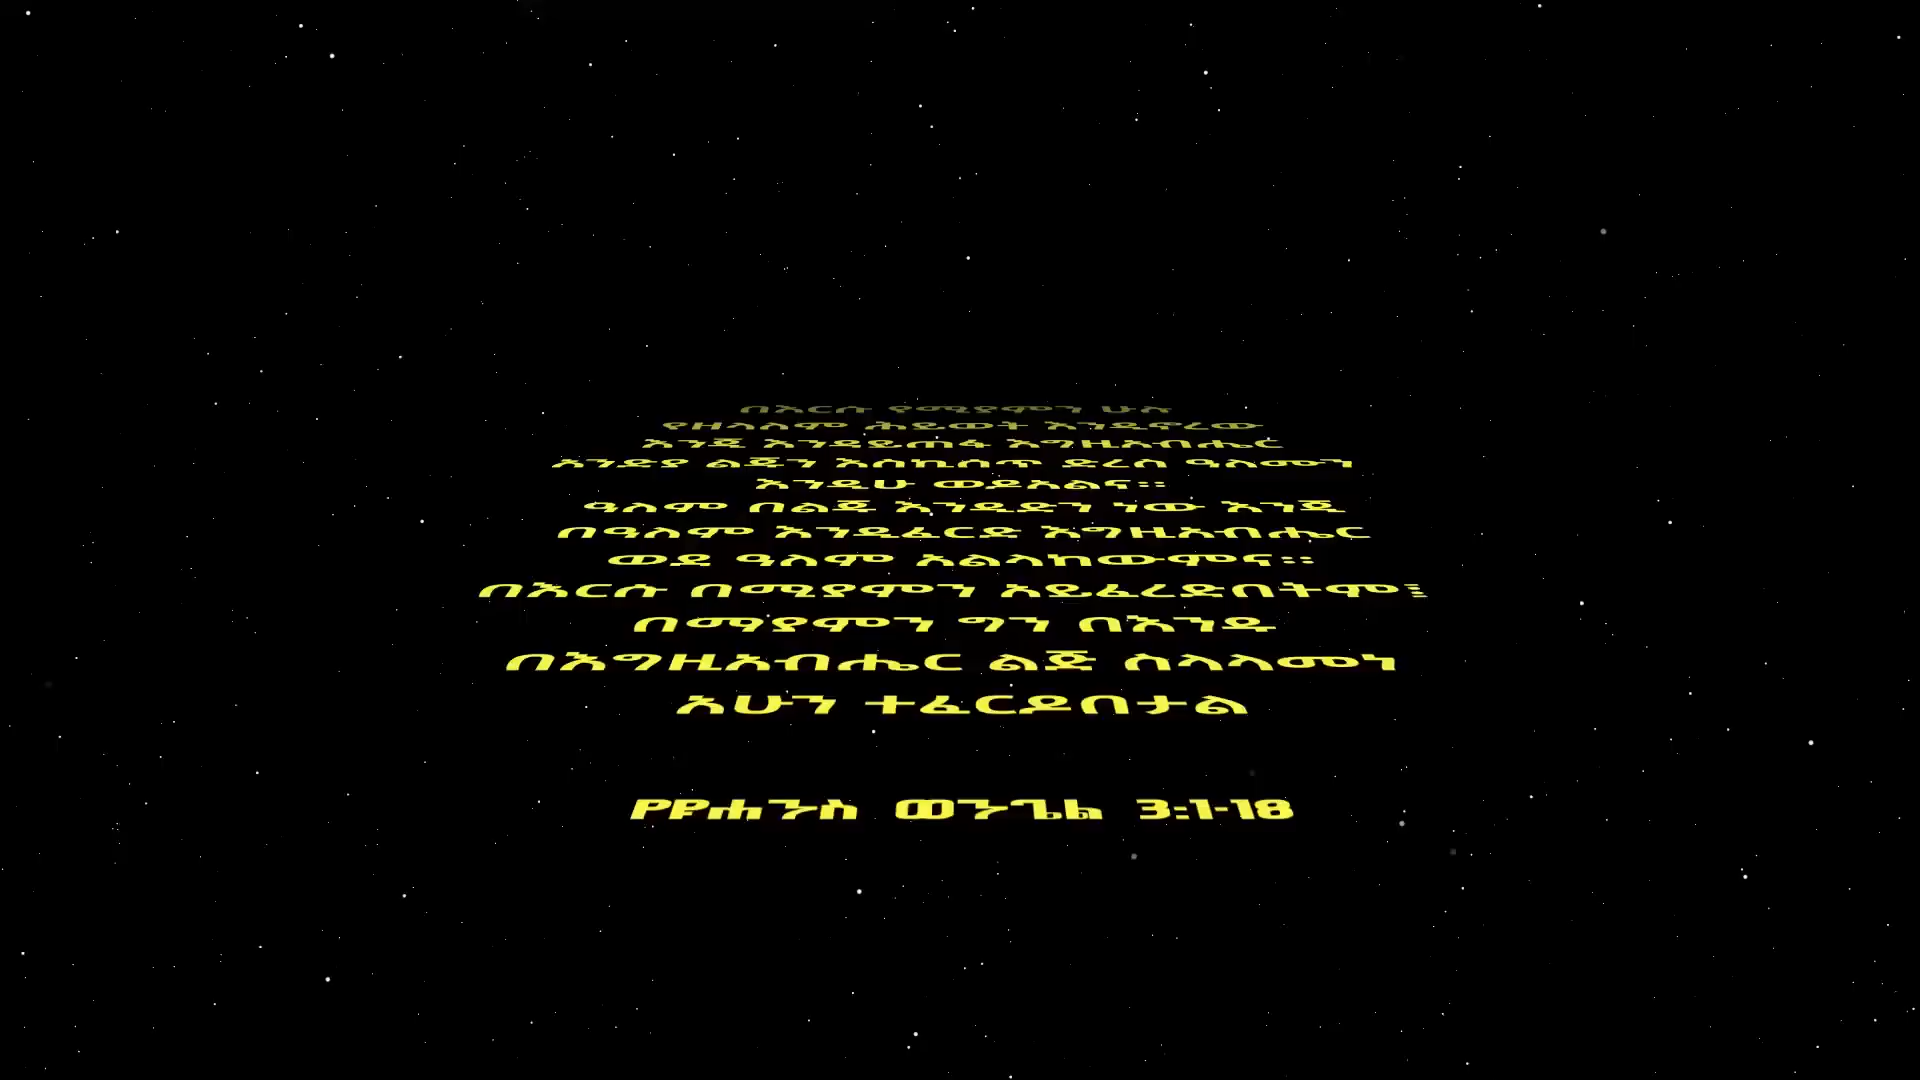 በእርሱ የሚያምን ሁሉ
የዘላለም ሕይወት እንዲኖረው
እንጂ እንዳይጠፋ እግዚአብሔር
አንድያ ልጁን እስኪሰጥ ድረስ ዓለሙን
እንዲሁ ወዶአልና።
ዓለም በልጁ እንዲድን ነው እንጂ
በዓለም እንዲፈርድ እግዚአብሔር
ወደ ዓለም አልላከውምና።
በእርሱ በሚያምን አይፈረድበትም፤
በማያምን ግን በአንዱ
በእግዚአብሔር ልጅ ስላላመነ
አሁን ተፈርዶበታል
የዮሐንስ ወንጌል 3:1-18